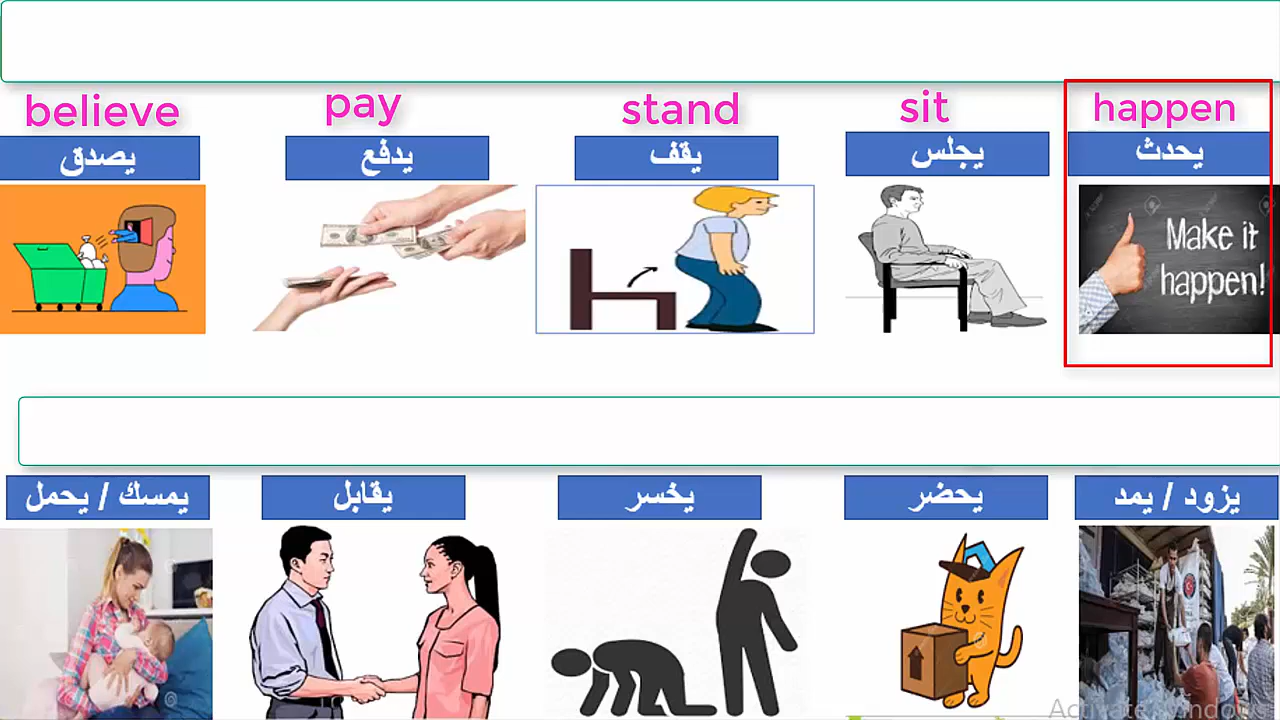 believe pay stand sit happen
يصدق يدفع يقف يجلس يحدث
Make it
happen!
يمسك / يحمل يقابل يخسر يحضر يزود / يمد